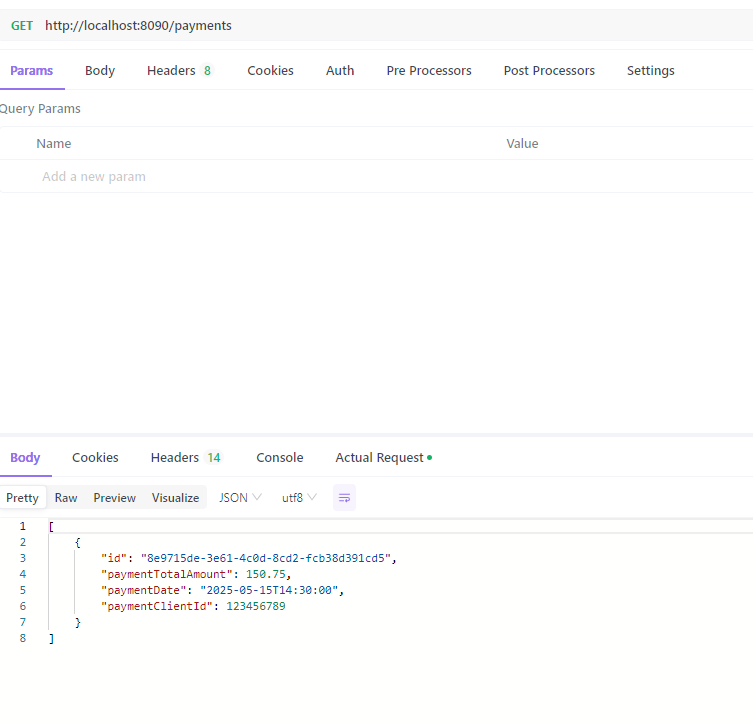 GET http://localhost:8090/payments
Params Body Headers 8 Cookies Auth Pre Processors Post Processors Settings
Query Params
Name Value
Add a new param
Body Cookies Headers 14 Console Actual Request
Pretty Raw Preview Visualize JSON utf8
1 [
2 {
3 "id": "8e9715de-3e61-4c0d-8cd2-fcb38d391cd5",
4 "paymentTotalAmount": 150.75,
5 "paymentDate": "2025-05-15T14:30:00",
6 "paymentClientId": 123456789
7 }
8 ]